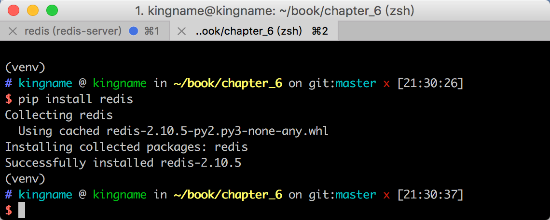 1. kingname@kingname: ~/book/chapter_6 (zsh)
redis (redis-server) ⌘1 ..ook/chapter_6 (zsh) ⌘2
(venv)
# kingname @ kingname in ~/book/chapter_6 on git:master x [21:30:26]
$ pip install redis
Collecting redis
  Using cached redis-2.10.5-py2.py3-none-any.whl
Installing collected packages: redis
Successfully installed redis-2.10.5
(venv)
# kingname @ kingname in ~/book/chapter_6 on git:master x [21:30:37]
$